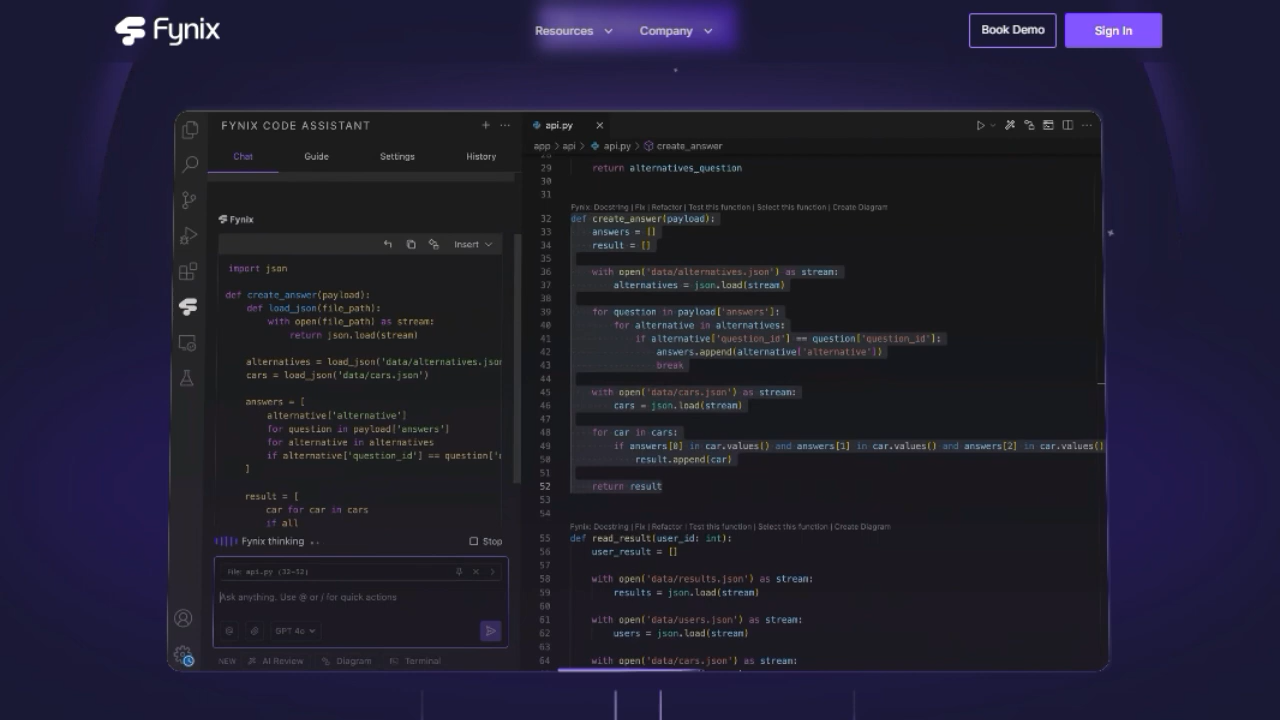 Fynix
Resources
Company
Book Demo
Sign In
FYNIX CODE ASSISTANT
Chat
Guide
Settings
History
Fynix
Insert
import json
def create_answer(payload):
def load_json(file_path):
with open(file_path) as stream:
return json.load(stream)
alternatives = load_json('data/alternatives.json
cars = load_json('data/cars.json')
answers = [
alternative['alternative']
for question in payload['answers']
for alternative in alternatives
if alternative['question_id'] == question['
]
result = [
car for car in cars
if all
Fynix thinking ..
Stop
File: api.py (32-52)
Ask anything. Use @ or / for quick actions
GPT 4o
NEW
AI Review
Diagram
Terminal
api.py
app > api > api.py > create_answer
29 return alternatives_question
30
31
Fynix: Docstring | Fix | Refactor | Test this function | Select this function | Create Diagram
32 def create_answer(payload):
33 answers = []
34 result = []
35
36 with open('data/alternatives.json') as stream:
37 alternatives = json.load(stream)
38
39 for question in payload['answers']:
40 for alternative in alternatives:
41 if alternative['question_id'] == question['question_id']:
42 answers.append(alternative['alternative'])
43 break
44
45 with open('data/cars.json') as stream:
46 cars = json.load(stream)
47
48 for car in cars:
49 if answers[0] in car.values() and answers[1] in car.values() and answers[2] in car.values()
50 result.append(car)
51
52 return result
53
54
Fynix: Docstring | Fix | Refactor | Test this function | Select this function | Create Diagram
55 def read_result(user_id: int):
56 user_result = []
57
58 with open('data/results.json') as stream:
59 results = json.load(stream)
60
61 with open('data/users.json') as stream:
62 users = json.load(stream)
63
64 with open('data/cars.json') as stream: